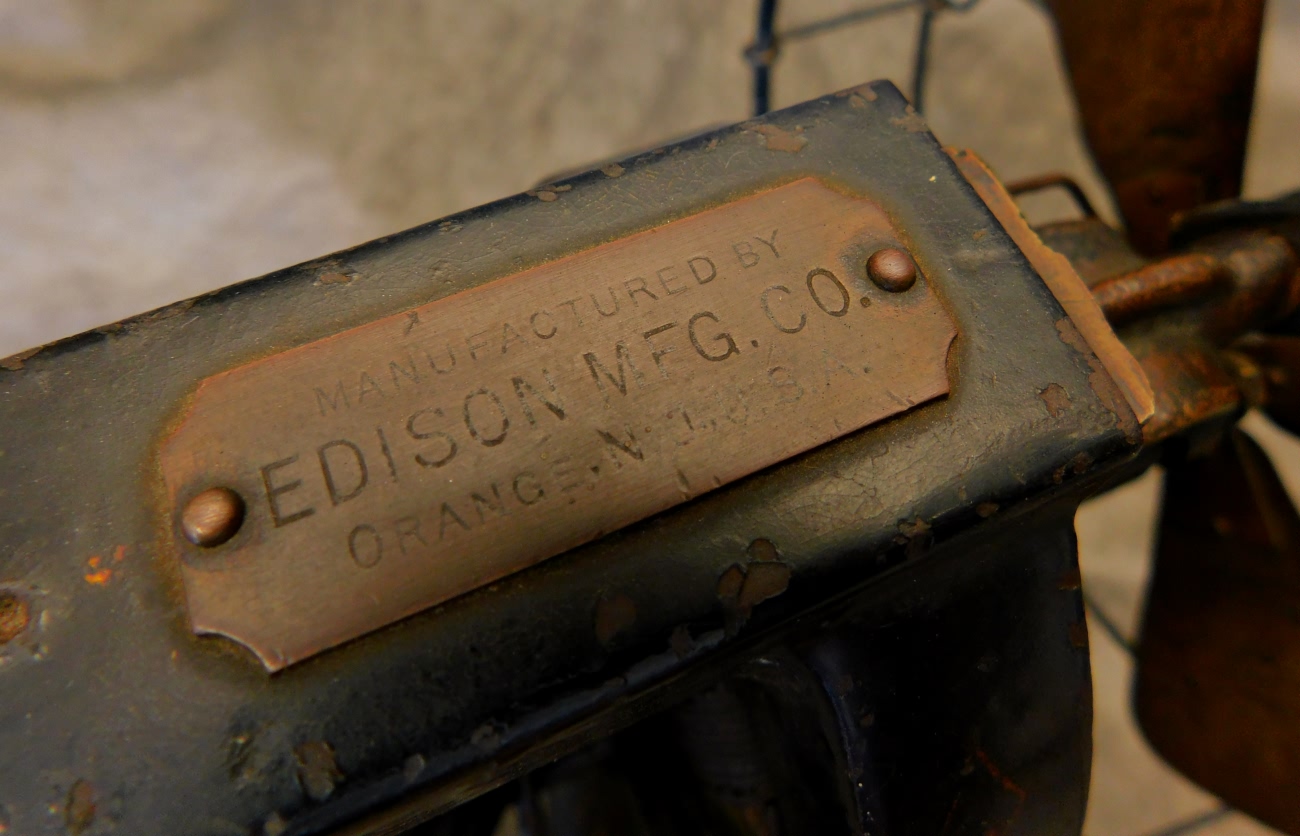 MANUFACTURED BY
EDISON MFG. CO.
ORANGE, N. J., U.S.A.